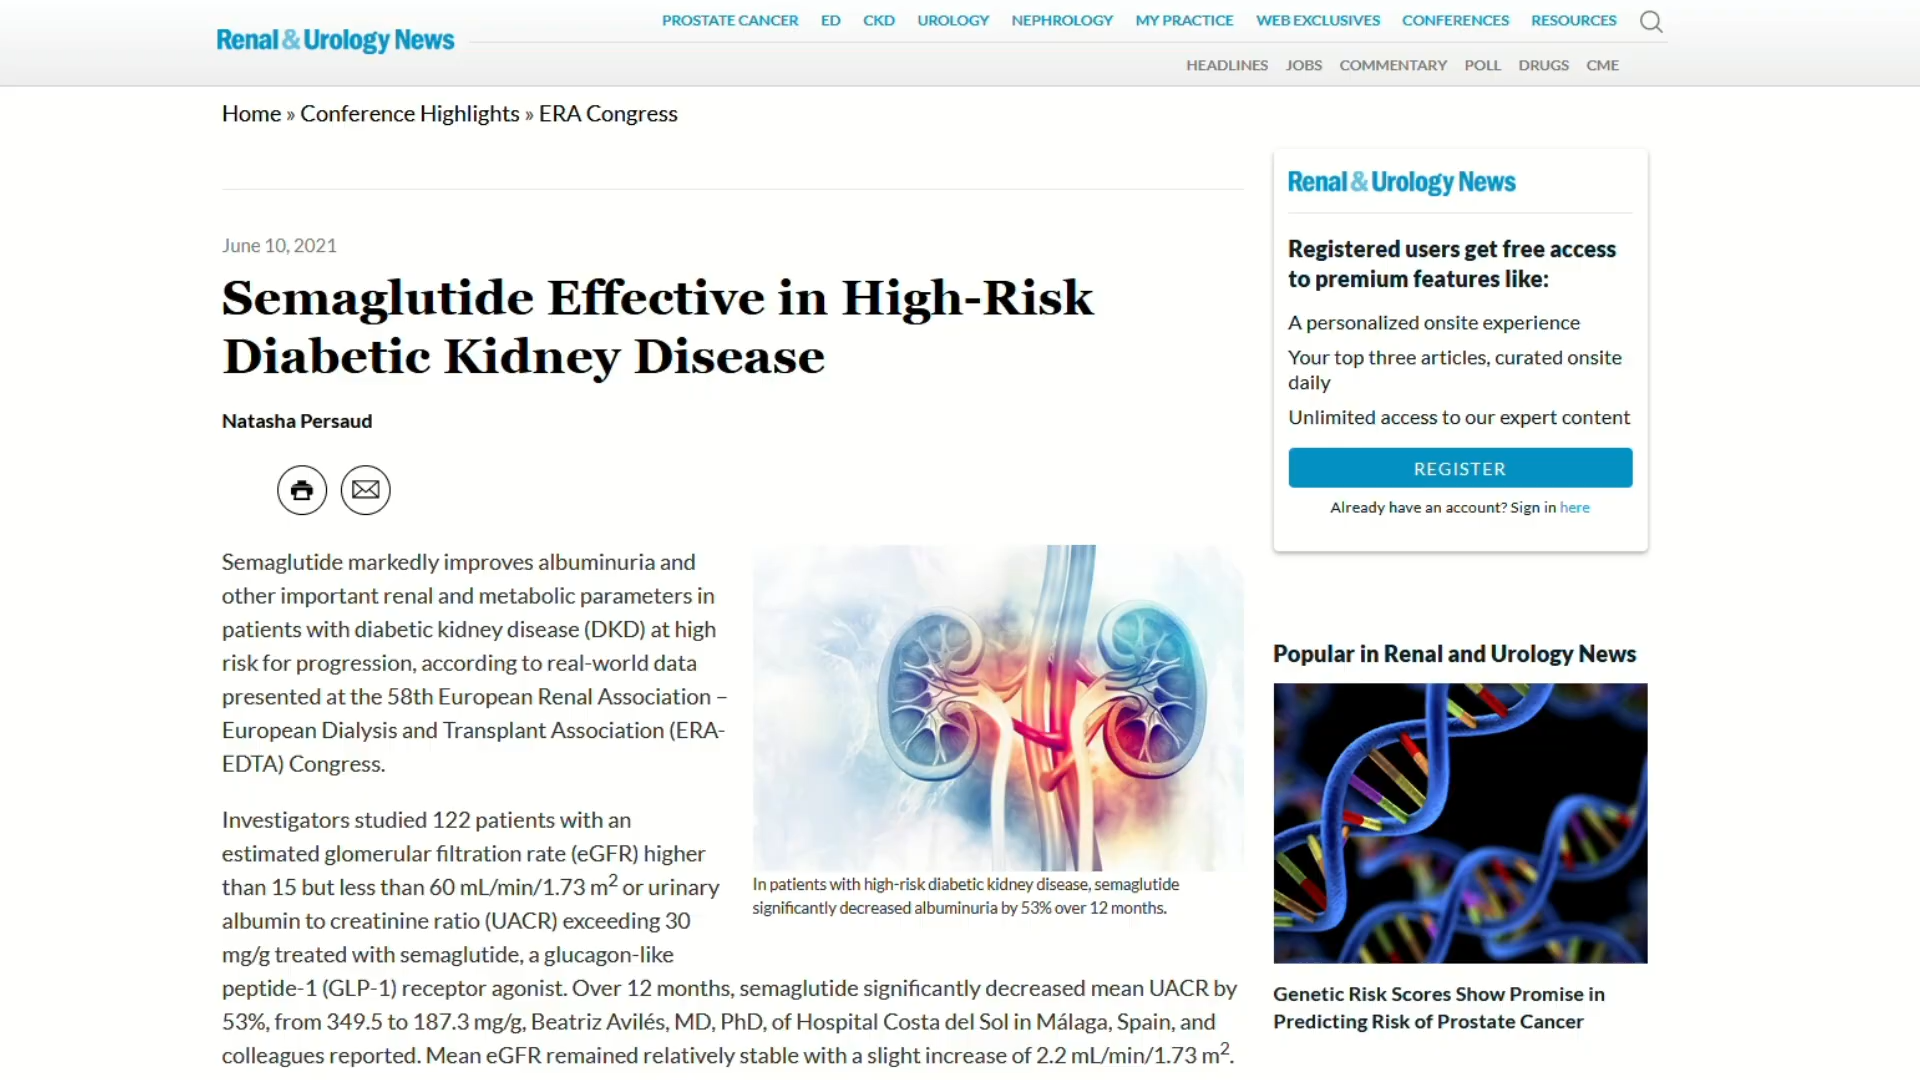 Renal & Urology News
PROSTATE CANCER ED CKD UROLOGY NEPHROLOGY MY PRACTICE WEB EXCLUSIVES CONFERENCES RESOURCES
HEADLINES JOBS COMMENTARY POLL DRUGS CME
Home » Conference Highlights » ERA Congress
June 10, 2021
Semaglutide Effective in High-Risk
Diabetic Kidney Disease
Natasha Persaud
Semaglutide markedly improves albuminuria and
other important renal and metabolic parameters in
patients with diabetic kidney disease (DKD) at high
risk for progression, according to real-world data
presented at the 58th European Renal Association –
European Dialysis and Transplant Association (ERA-
EDTA) Congress.
In patients with high-risk diabetic kidney disease, semaglutide
significantly decreased albuminuria by 53% over 12 months.
Investigators studied 122 patients with an
estimated glomerular filtration rate (eGFR) higher
than 15 but less than 60 mL/min/1.73 m² or urinary
albumin to creatinine ratio (UACR) exceeding 30
mg/g treated with semaglutide, a glucagon-like
peptide-1 (GLP-1) receptor agonist. Over 12 months, semaglutide significantly decreased mean UACR by
53%, from 349.5 to 187.3 mg/g, Beatriz Avilés, MD, PhD, of Hospital Costa del Sol in Málaga, Spain, and
colleagues reported. Mean eGFR remained relatively stable with a slight increase of 2.2 mL/min/1.73 m².
Renal & Urology News
Registered users get free access
to premium features like:
A personalized onsite experience
Your top three articles, curated onsite
daily
Unlimited access to our expert content
REGISTER
Already have an account? Sign in here
Popular in Renal and Urology News
Genetic Risk Scores Show Promise in
Predicting Risk of Prostate Cancer